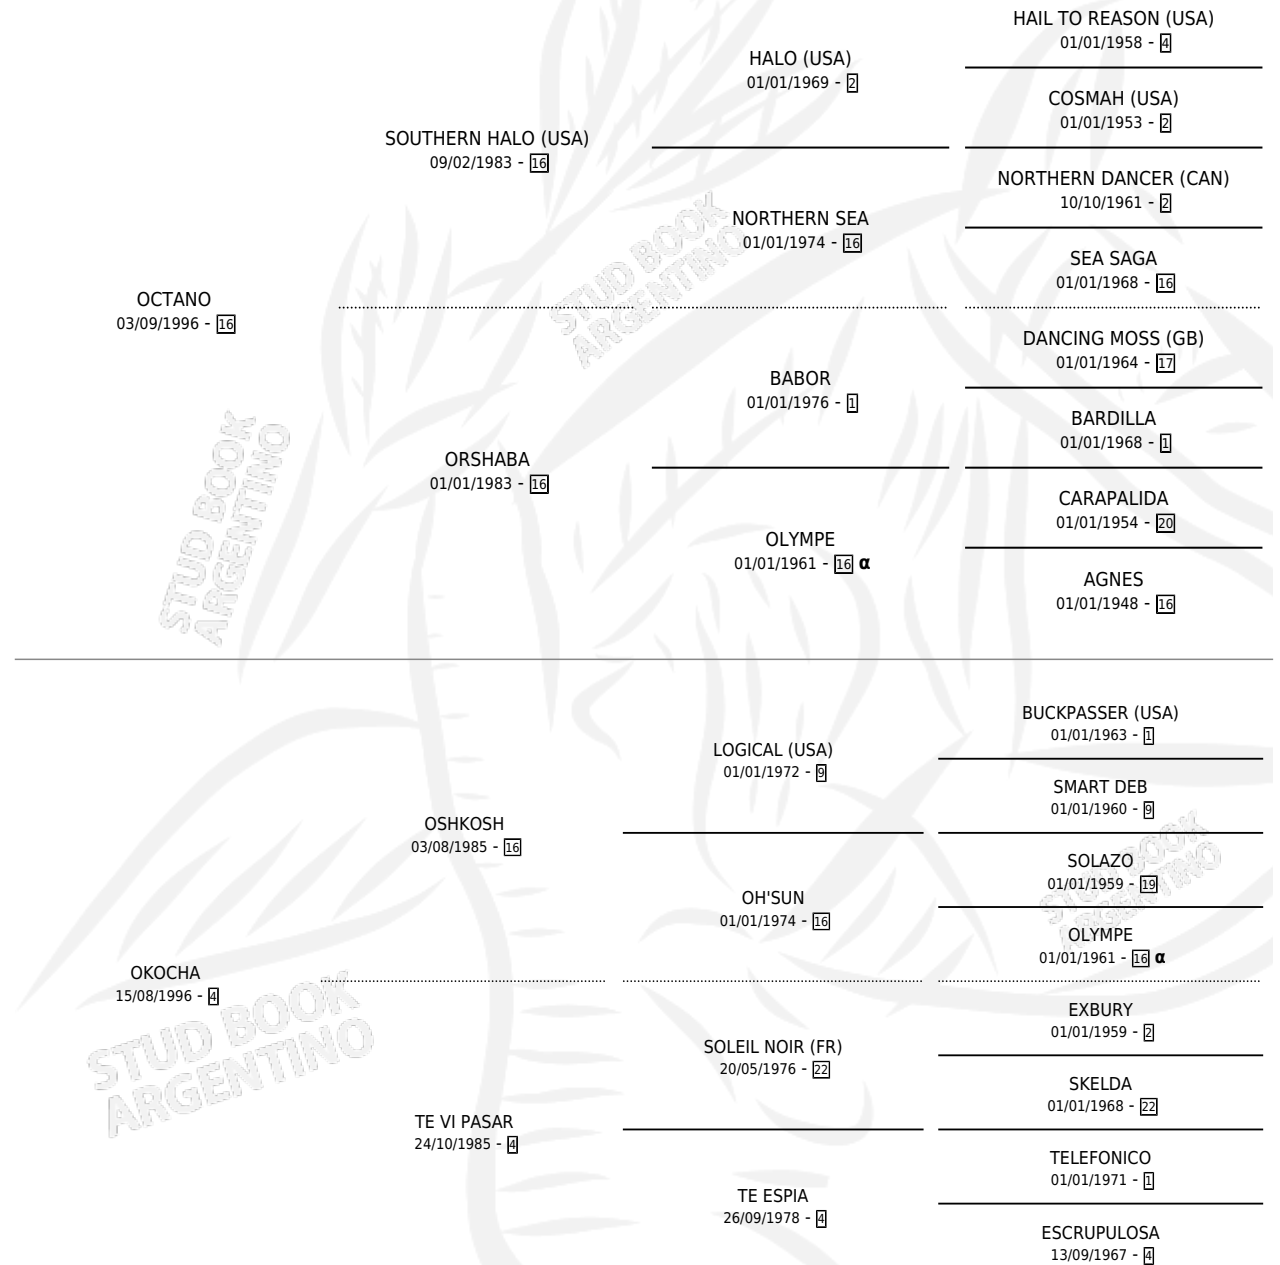 HAIL TO REASON (USA)
01/01/1958 - 4
HALO (USA)
01/01/1969 - 2
COSMAH (USA)
01/01/1953 - 2
SOUTHERN HALO (USA)
09/02/1983 - 16
NORTHERN DANCER (CAN)
10/10/1961 - 2
NORTHERN SEA
01/01/1974 - 16
SEA SAGA
01/01/1968 - 16
OCTANO
03/09/1996 - 16
STUD BOOK
ARGENTINO
DANCING MOSS (GB)
01/01/1964 - 17
BABOR
01/01/1976 - 1
BARDILLA
01/01/1968 - 1
ORSHABA
01/01/1983 - 16
CARAPALIDA
01/01/1954 - 20
OLYMPE
01/01/1961 - 16 α
AGNES
01/01/1948 - 16
STUD BOOK
ARGENTINO
BUCKPASSER (USA)
01/01/1963 - 1
LOGICAL (USA)
01/01/1972 - 9
SMART DEB
01/01/1960 - 9
OSHKOSH
03/08/1985 - 16
SOLAZO
01/01/1959 - 19
OH'SUN
01/01/1974 - 16
OLYMPE
01/01/1961 - 16 α
STUD BOOK
ARGENTINO
OKOCHA
15/08/1996 - 4
EXBURY
01/01/1959 - 2
SOLEIL NOIR (FR)
20/05/1976 - 22
SKELDA
01/01/1968 - 22
STUD BOOK
ARGENTINO
TE VI PASAR
24/10/1985 - 4
TELEFONICO
01/01/1971 - 1
TE ESPIA
26/09/1978 - 4
ESCRUPULOSA
13/09/1967 - 4